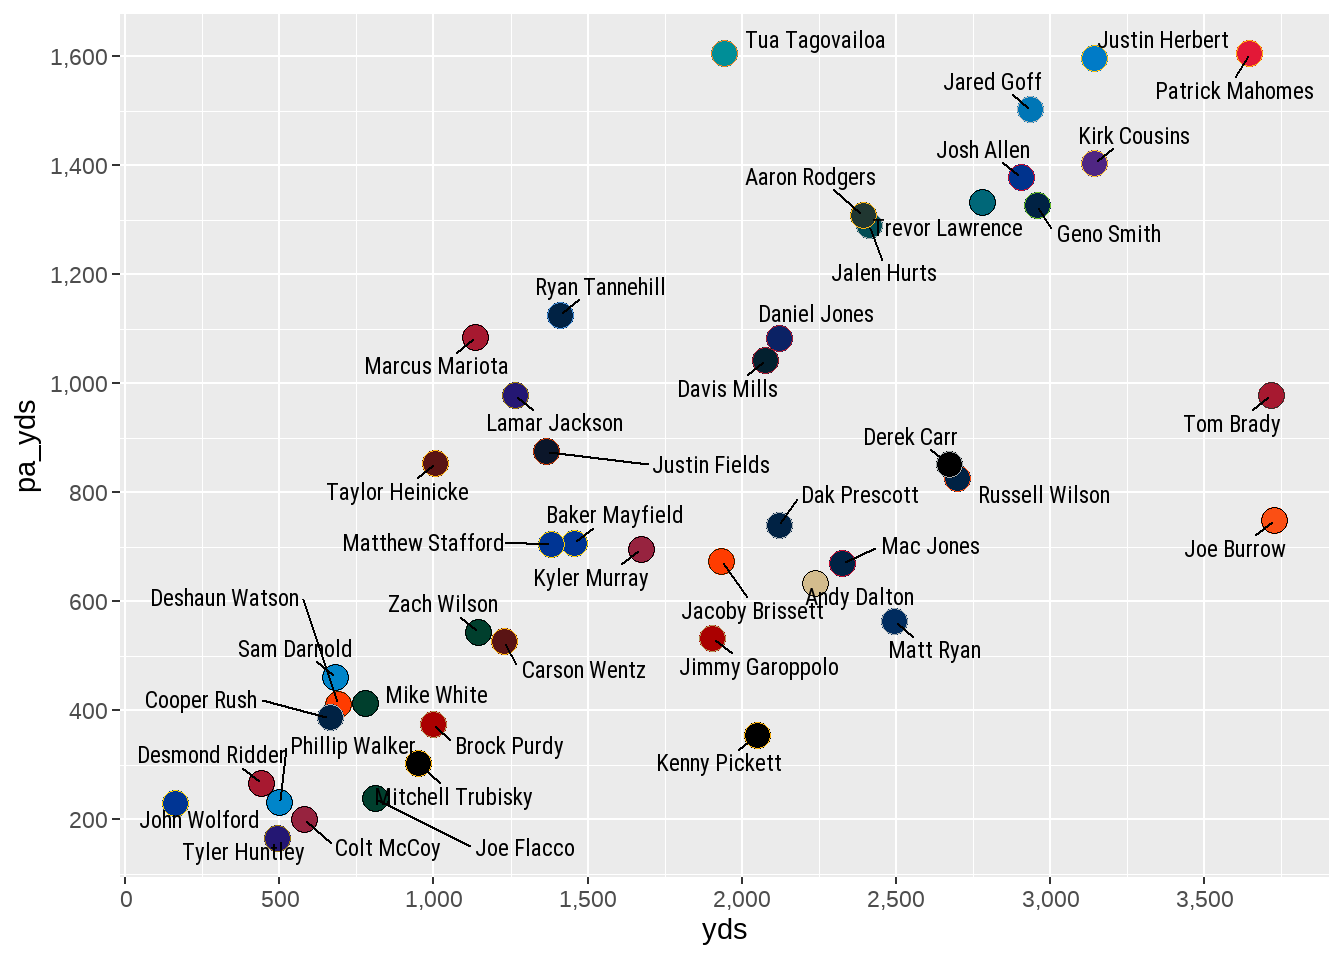 Tua Tagovailoa
Justin Herbert
1,600
Jared Goff
Patrick Mahomes
Kirk Cousins
Josh Allen
1,400
Aaron Rodgers
Trevor Lawrence
Geno Smith
1,200
Jalen Hurts
Ryan Tannehill
Daniel Jones
Marcus Mariota
1,000
Davis Mills
Lamar Jackson
Tom Brady
Derek Carr
Justin Fields
Taylor Heinicke
800
Dak Prescott
Russell Wilson
Baker Mayfield
Matthew Stafford
Mac Jones
Joe Burrow
Kyler Murray
Deshaun Watson
600
Zach Wilson
Jacoby Brissett
Andy Dalton
Sam Darnold
Matt Ryan
Carson Wentz
Jimmy Garoppolo
Cooper Rush
Mike White
400
Phillip Walker
Brock Purdy
Desmond Ridder
Kenny Pickett
Mitchell Trubisky
200
John Wolford
Tyler Huntley
Colt McCoy
Joe Flacco
0
500
1,000
1,500
2,000
2,500
3,000
3,500
yds
pa_yds